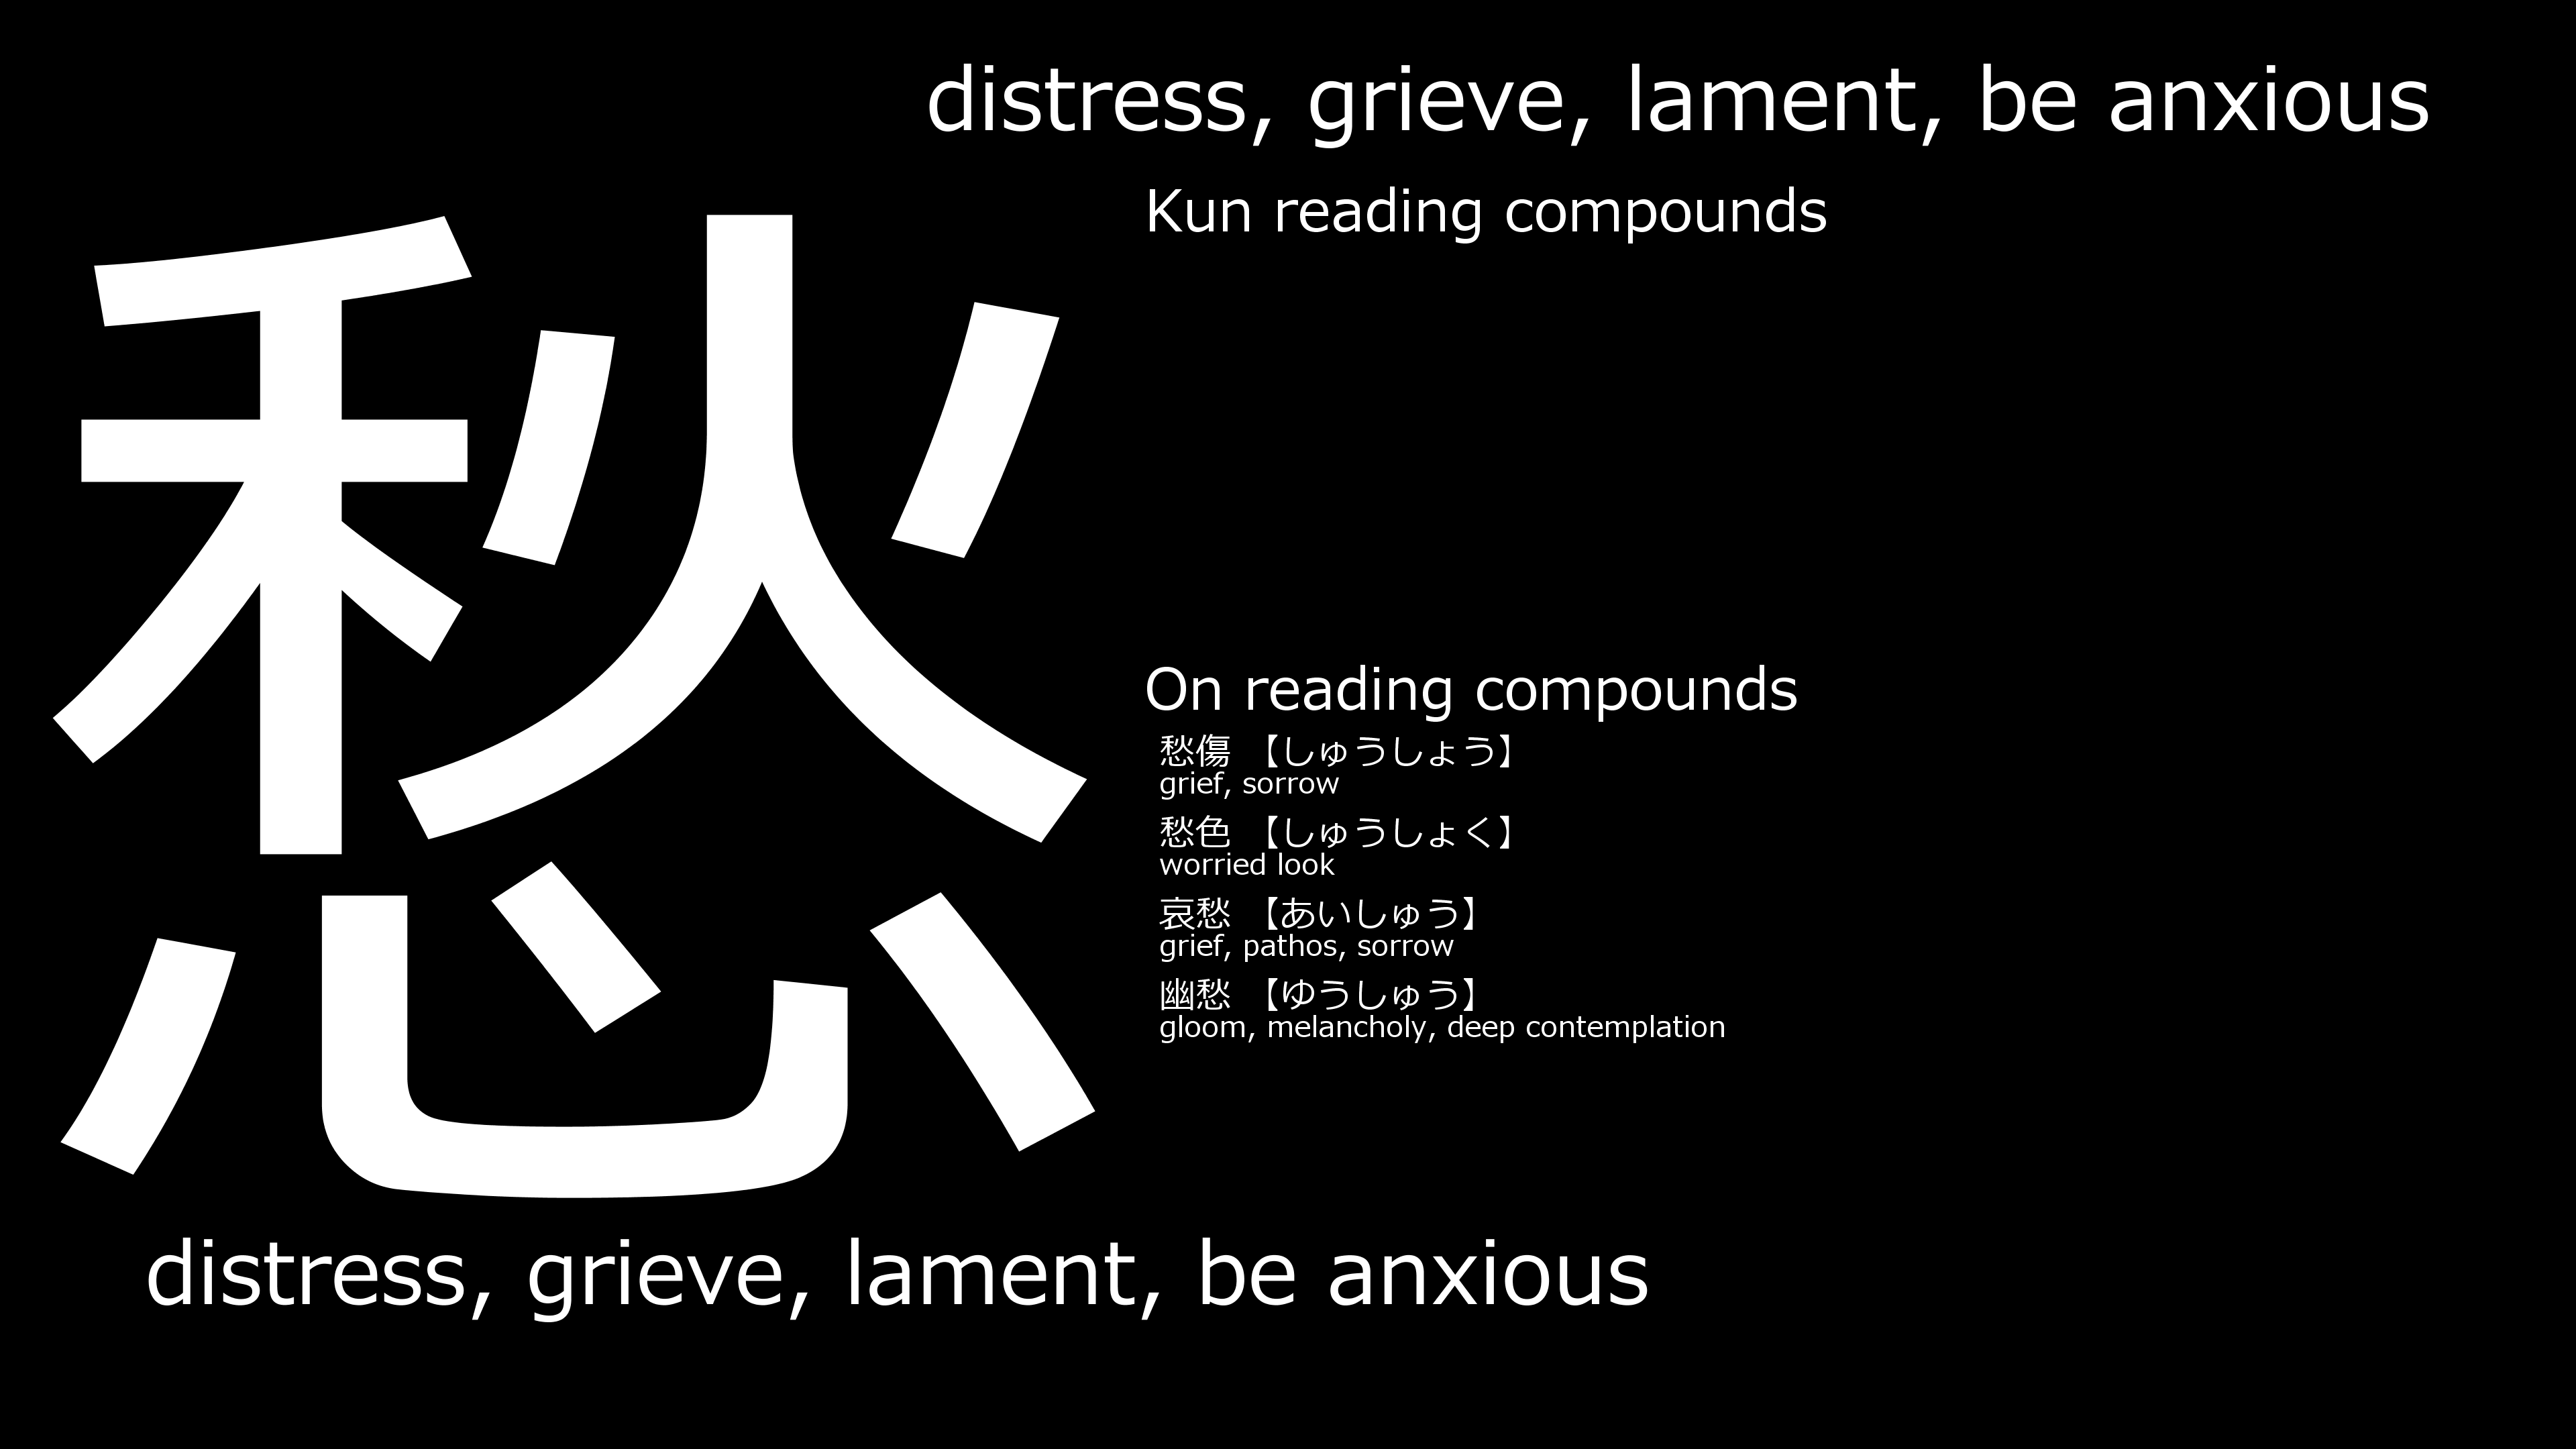 distress, grieve, lament, be anxious
Kun reading compounds
愁
On reading compounds
愁傷 【しゅうしょう】
grief, sorrow
愁色 【しゅうしょく】
worried look
哀愁 【あいしゅう】
grief, pathos, sorrow
幽愁 【ゆうしゅう】
gloom, melancholy, deep contemplation
distress, grieve, lament, be anxious